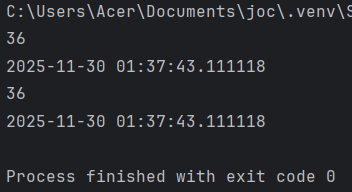 C:\Users\Acer\Documents\joc\.venv\
36
2025-11-30 01:37:43.111118
36
2025-11-30 01:37:43.111118
Process finished with exit code 0